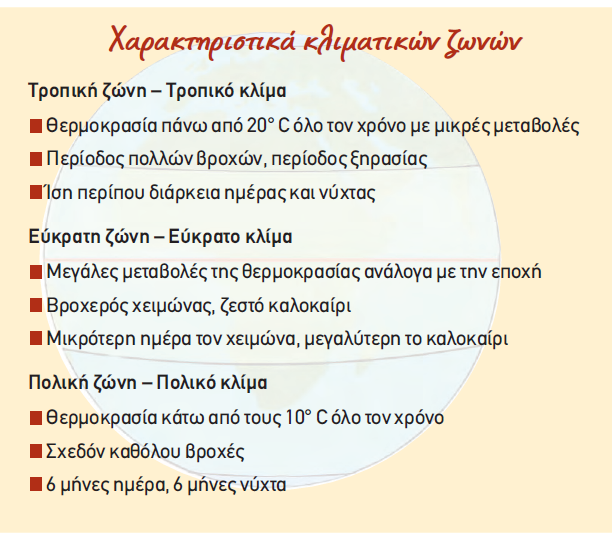 Χαρακτηριστικά κλιματικών ζωνών
Τροπική ζώνη – Τροπικό κλίμα
Θερμοκρασία πάνω από 20° C όλο τον χρόνο με μικρές μεταβολές
Περίοδος πολλών βροχών, περίοδος ξηρασίας
Ίση περίπου διάρκεια ημέρας και νύχτας
Εύκρατη ζώνη – Εύκρατο κλίμα
Μεγάλες μεταβολές της θερμοκρασίας ανάλογα με την εποχή
Βροχερός χειμώνας, ζεστό καλοκαίρι
Μικρότερη ημέρα τον χειμώνα, μεγαλύτερη το καλοκαίρι
Πολική ζώνη – Πολικό κλίμα
Θερμοκρασία κάτω από τους 10° C όλο τον χρόνο
Σχεδόν καθόλου βροχές
6 μήνες ημέρα, 6 μήνες νύχτα